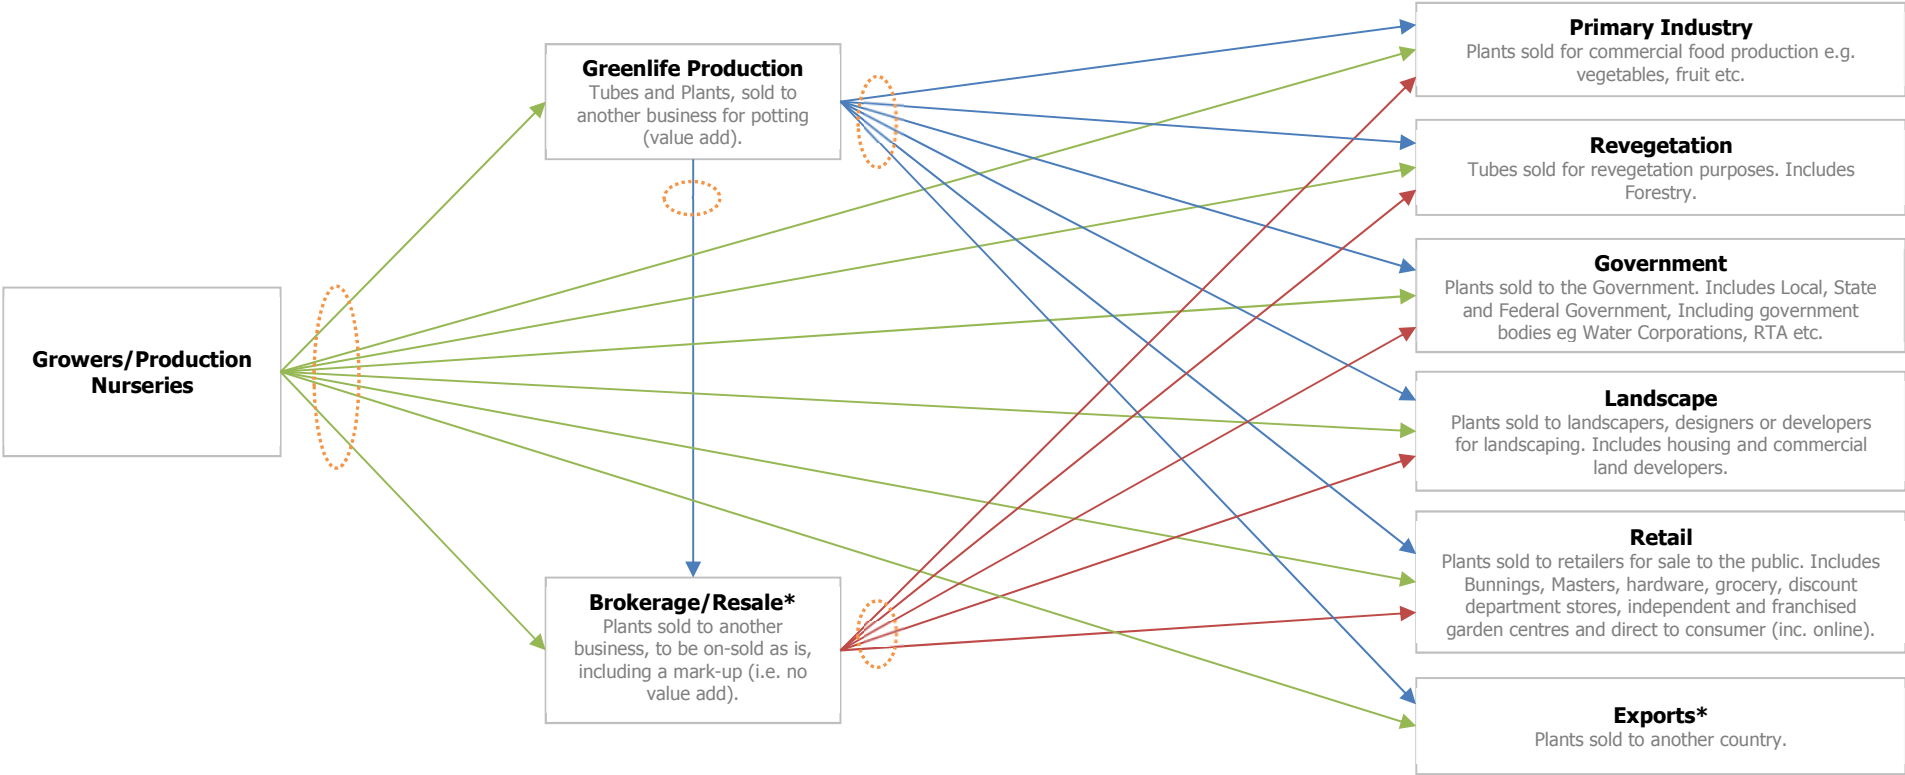 Growers/Production
Nurseries
Greenlife Production
Tubes and Plants, sold to
another business for potting
(value add).
Brokerage/Resale*
Plants sold to another
business, to be on-sold as is,
including a mark-up (i.e. no
value add).
Primary Industry
Plants sold for commercial food production e.g.
vegetables, fruit etc.
Revegetation
Tubes sold for revegetation purposes. Includes
Forestry.
Government
Plants sold to the Government. Includes Local, State
and Federal Government, Including government
bodies eg Water Corporations, RTA etc.
Landscape
Plants sold to landscapers, designers or developers
for landscaping. Includes housing and commercial
land developers.
Retail
Plants sold to retailers for sale to the public. Includes
Bunnings, Masters, hardware, grocery, discount
department stores, independent and franchised
garden centres and direct to consumer (inc. online).
Exports*
Plants sold to another country.